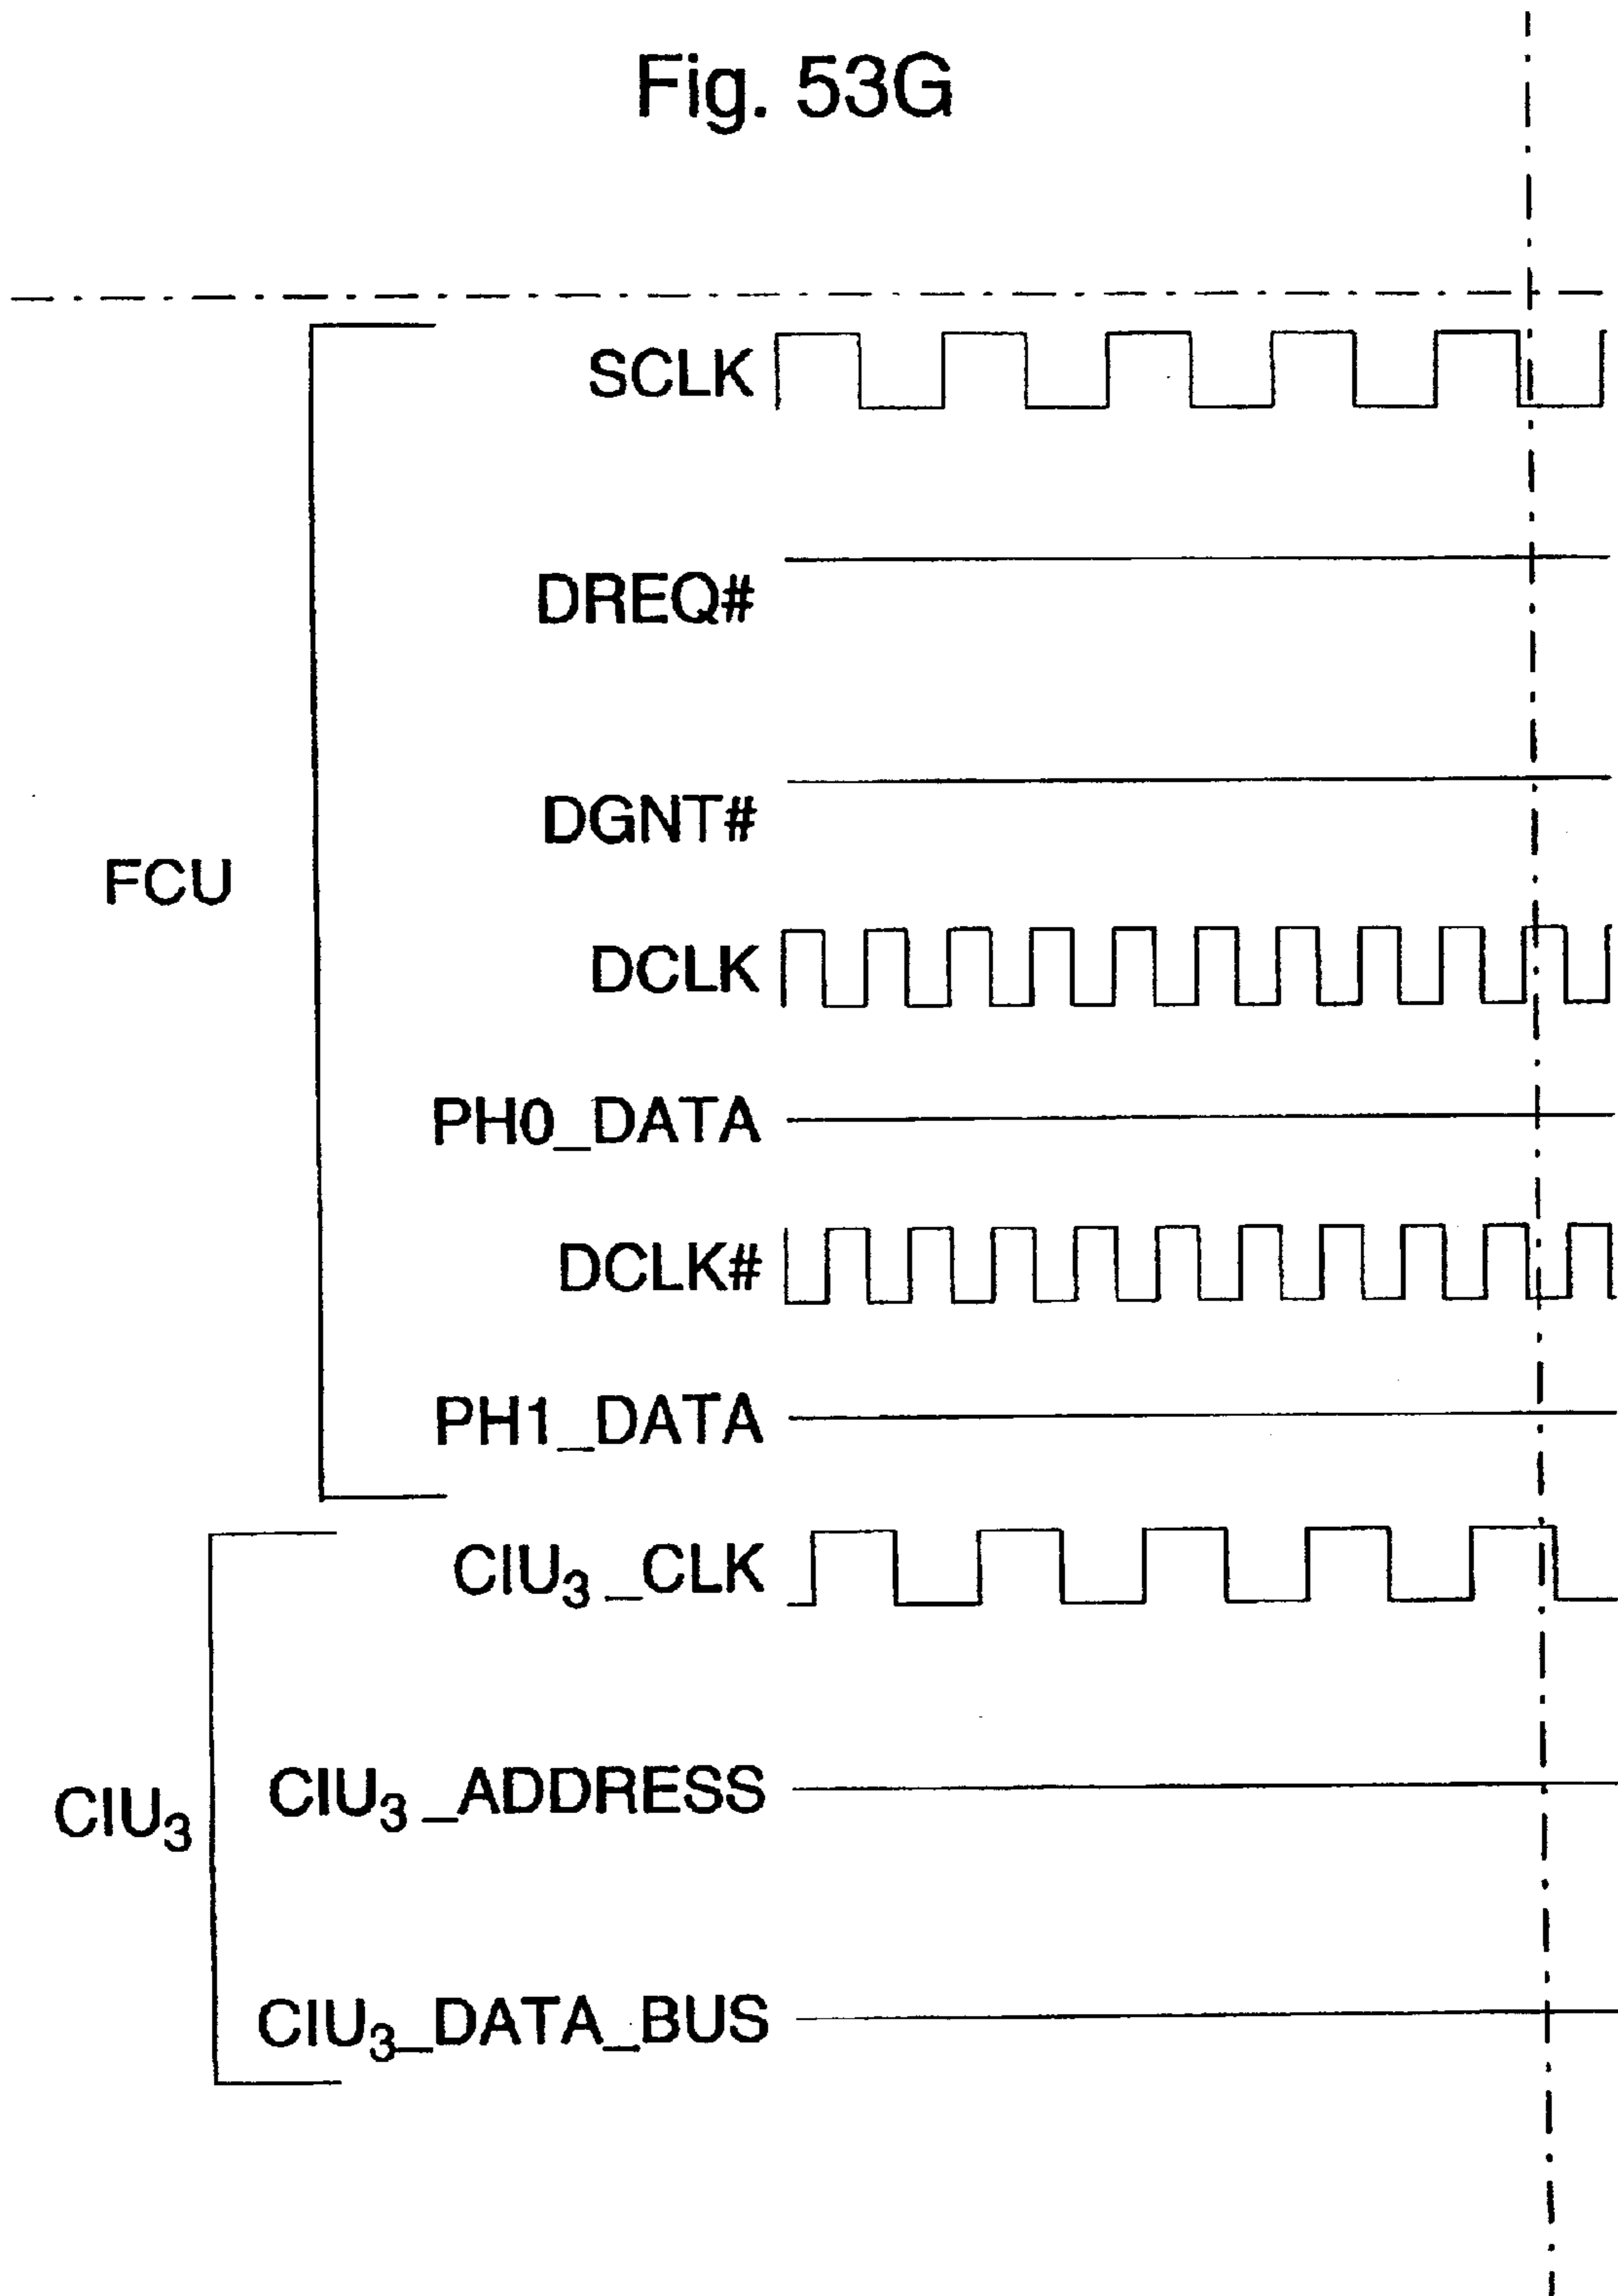 Fig. 53G
SCLK
DREQ#
DGNT#
FCU
DCLK
PH0_DATA
DCLK#
PH1_DATA
CIU₃_CLK
CIU₃_ADDRESS
CIU₃
CIU₃_DATA_BUS